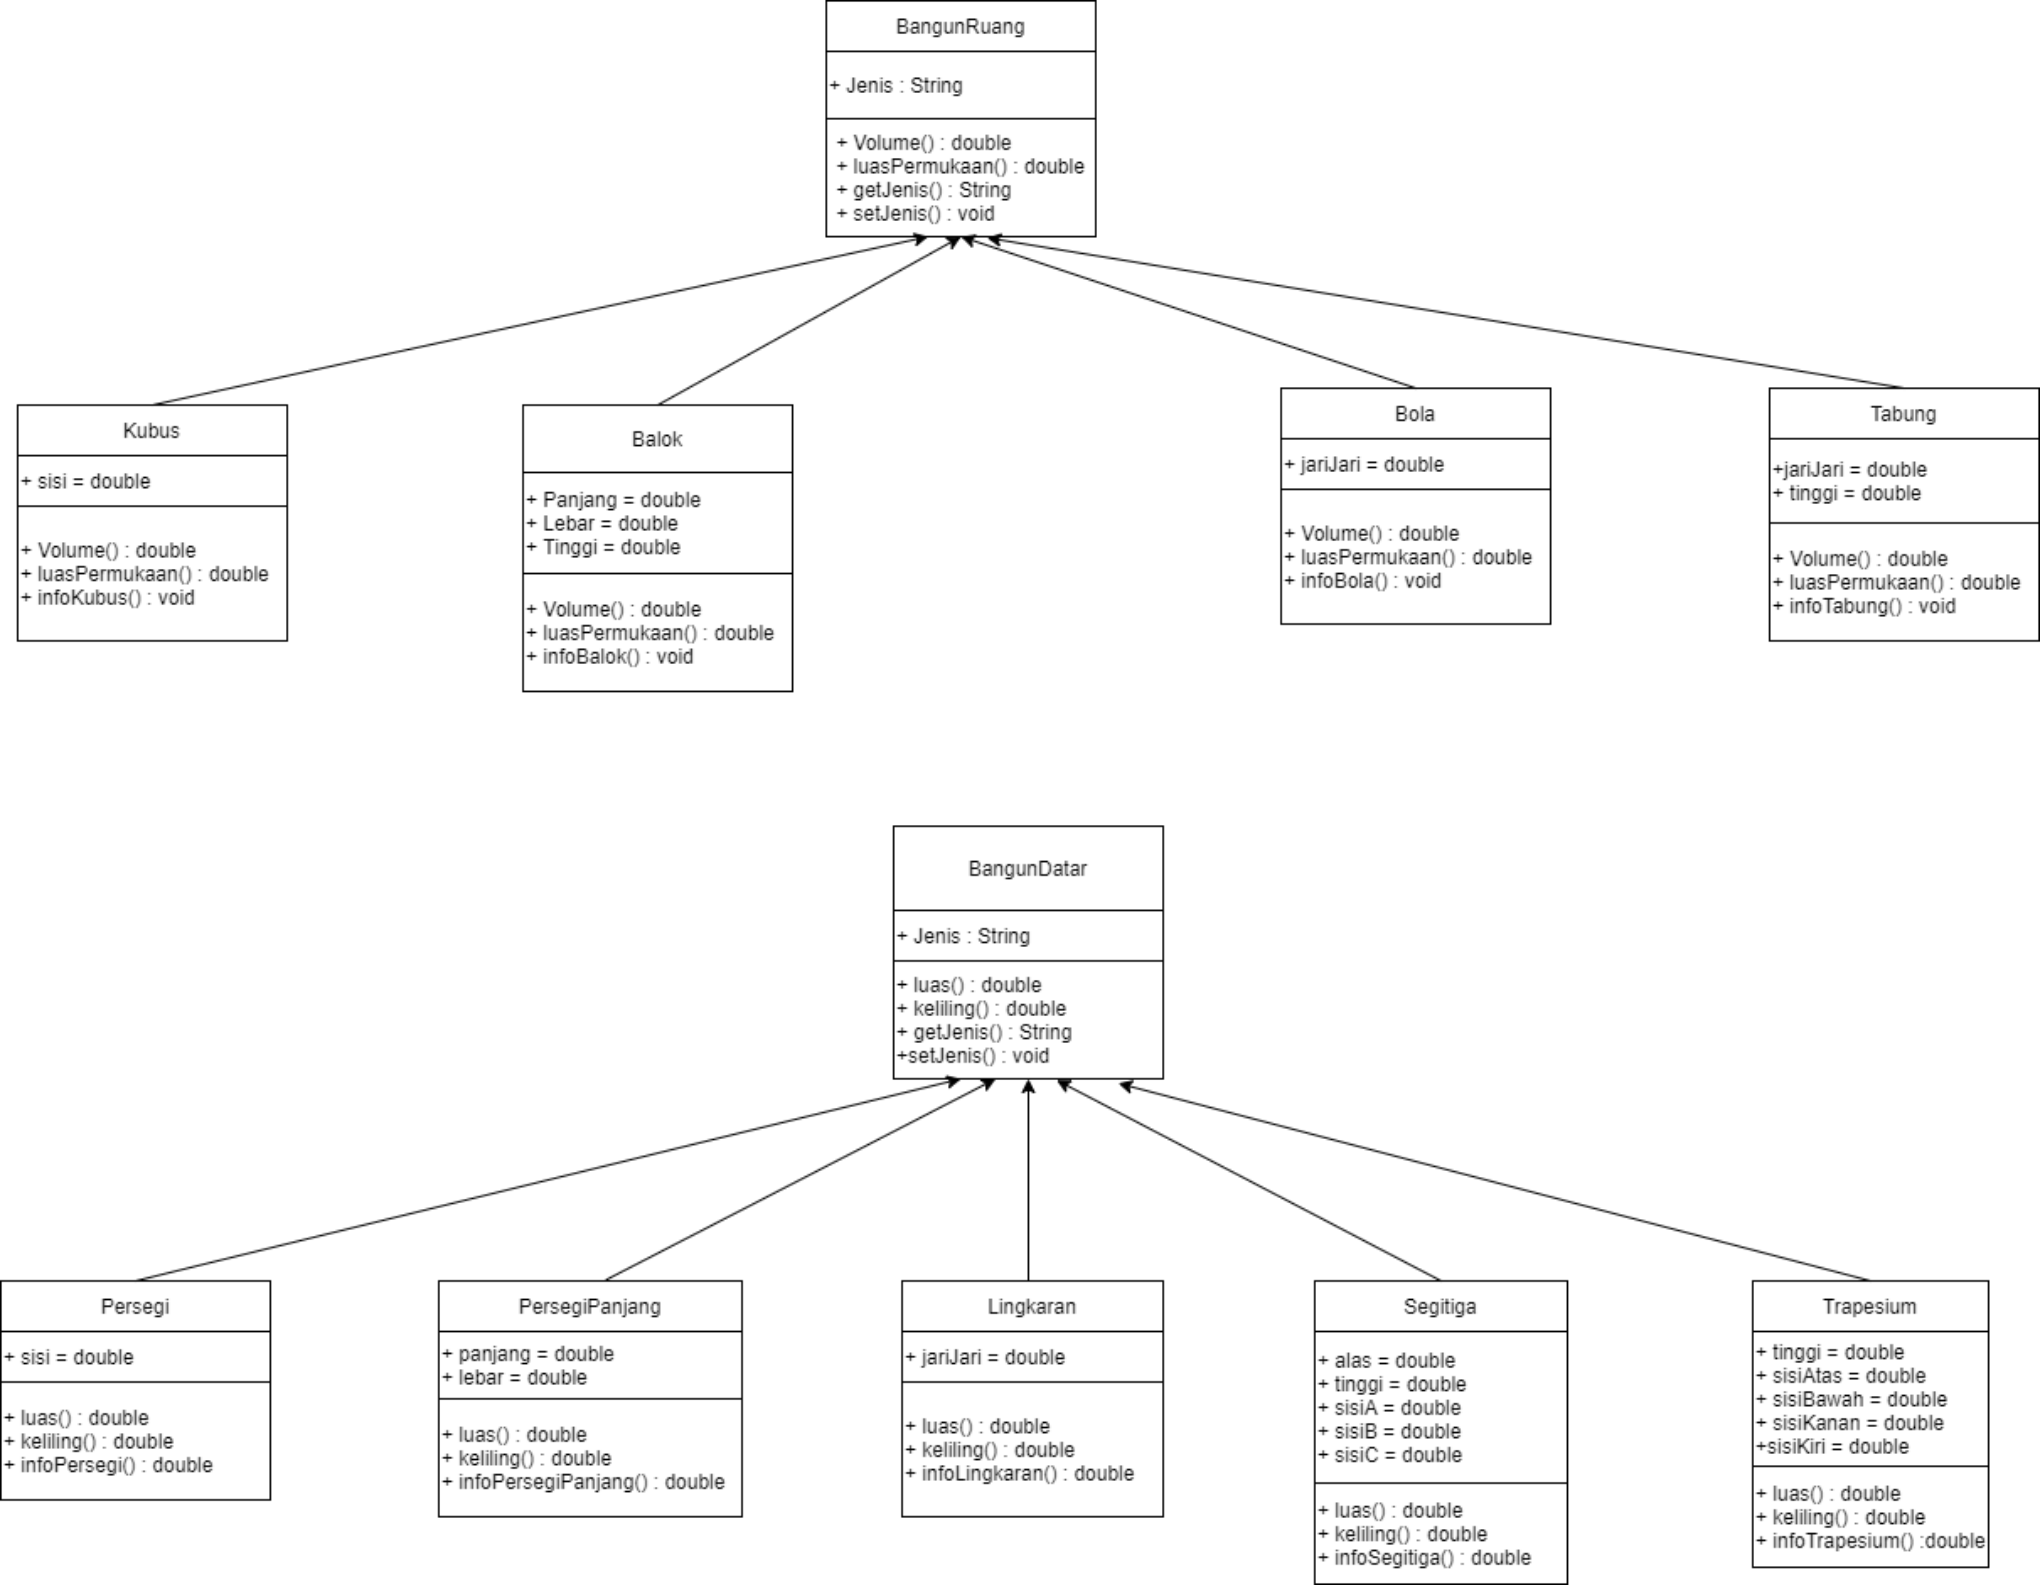 BangunRuang
+ Jenis : String
+ Volume() : double
+ luasPermukaan() : double
+ getJenis() : String
+ setJenis() : void
Kubus
+ sisi = double
+ Volume() : double
+ luasPermukaan() : double
+ infoKubus() : void
Balok
+ Panjang = double
+ Lebar = double
+ Tinggi = double
+ Volume() : double
+ luasPermukaan() : double
+ infoBalok() : void
Bola
+ jariJari = double
+ Volume() : double
+ luasPermukaan() : double
+ infoBola() : void
Tabung
+jariJari = double
+ tinggi = double
+ Volume() : double
+ luasPermukaan() : double
+ infoTabung() : void
BangunDatar
+ Jenis : String
+ luas() : double
+ keliling() : double
+ getJenis() : String
+setJenis() : void
Persegi
+ sisi = double
+ luas() : double
+ keliling() : double
+ infoPersegi() : double
PersegiPanjang
+ panjang = double
+ lebar = double
+ luas() : double
+ keliling() : double
+ infoPersegiPanjang() : double
Lingkaran
+ jariJari = double
+ luas() : double
+ keliling() : double
+ infoLingkaran() : double
Segitiga
+ alas = double
+ tinggi = double
+ sisiA = double
+ sisiB = double
+ sisiC = double
+ luas() : double
+ keliling() : double
+ infoSegitiga() : double
Trapesium
+ tinggi = double
+ sisiAtas = double
+ sisiBawah = double
+ sisiKanan = double
+sisiKiri = double
+ luas() : double
+ keliling() : double
+ infoTrapesium() :double